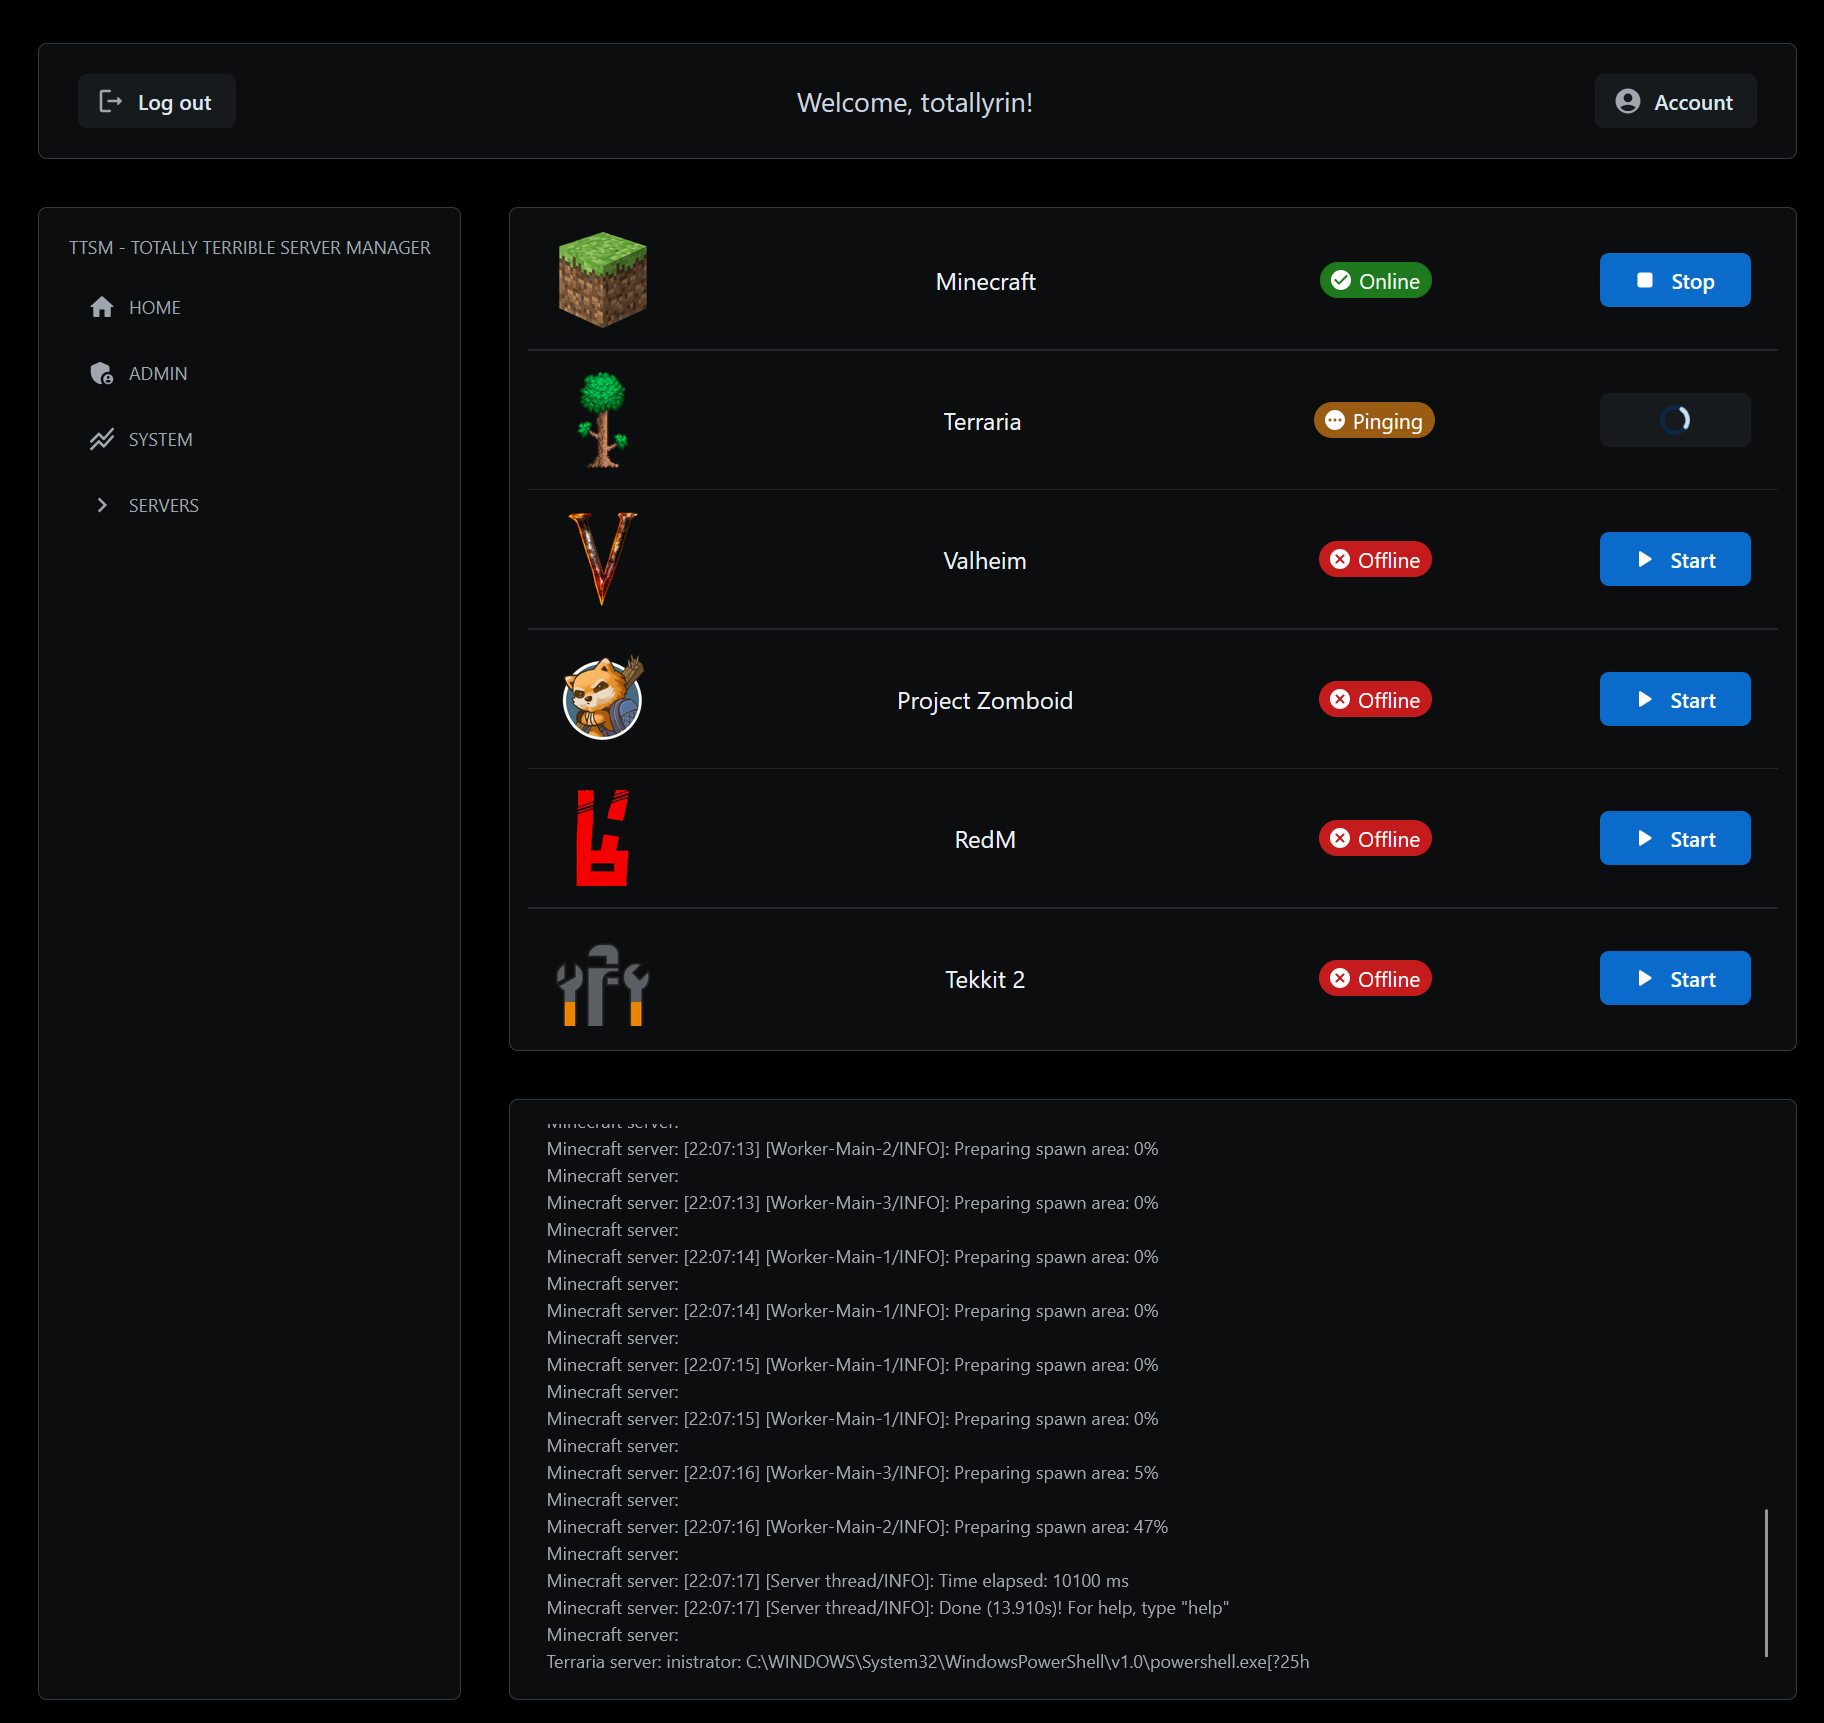 Log out
Welcome, totallyrin!
Account
TTSM - TOTALLY TERRIBLE SERVER MANAGER
HOME
ADMIN
SYSTEM
SERVERS
Minecraft
Online
Stop
Terraria
Pinging
Valheim
Offline
Start
Project Zomboid
Offline
Start
RedM
Offline
Start
Tekkit 2
Offline
Start
Minecraft server:
Minecraft server: [22:07:13] [Worker-Main-2/INFO]: Preparing spawn area: 0%
Minecraft server:
Minecraft server: [22:07:13] [Worker-Main-3/INFO]: Preparing spawn area: 0%
Minecraft server:
Minecraft server: [22:07:14] [Worker-Main-1/INFO]: Preparing spawn area: 0%
Minecraft server:
Minecraft server: [22:07:14] [Worker-Main-1/INFO]: Preparing spawn area: 0%
Minecraft server:
Minecraft server: [22:07:15] [Worker-Main-1/INFO]: Preparing spawn area: 0%
Minecraft server:
Minecraft server: [22:07:15] [Worker-Main-1/INFO]: Preparing spawn area: 0%
Minecraft server:
Minecraft server: [22:07:16] [Worker-Main-3/INFO]: Preparing spawn area: 5%
Minecraft server:
Minecraft server: [22:07:16] [Worker-Main-2/INFO]: Preparing spawn area: 47%
Minecraft server:
Minecraft server: [22:07:17] [Server thread/INFO]: Time elapsed: 10100 ms
Minecraft server: [22:07:17] [Server thread/INFO]: Done (13.910s)! For help, type "help"
Minecraft server:
Terraria server: inistrator: C:\WINDOWS\System32\WindowsPowerShell\v1.0\powershell.exe[?25h